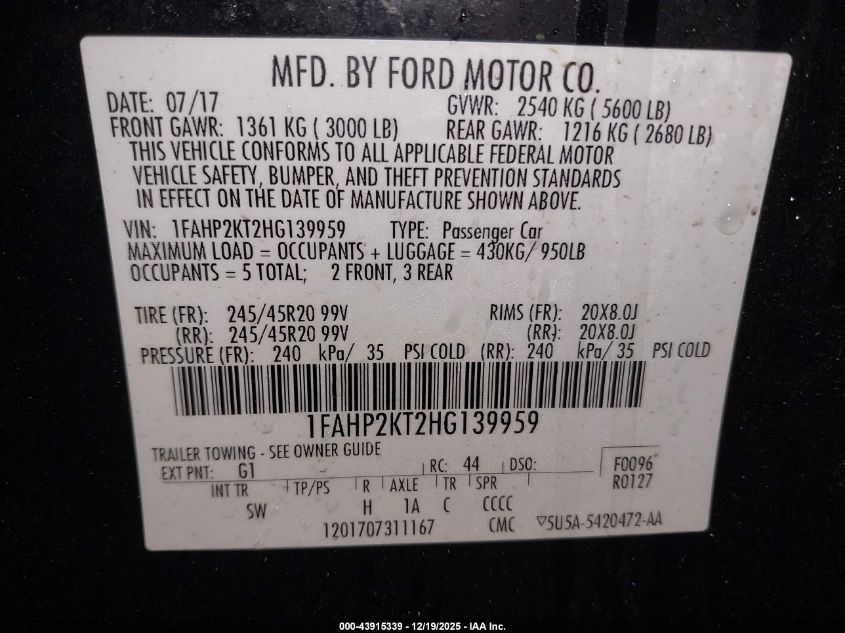 MFD. BY FORD MOTOR CO.
DATE: 07/17 GVWR: 2540 KG ( 5600 LB)
FRONT GAWR: 1361 KG ( 3000 LB) REAR GAWR: 1216 KG ( 2680 LB)
THIS VEHICLE CONFORMS TO ALL APPLICABLE FEDERAL MOTOR
VEHICLE SAFETY, BUMPER, AND THEFT PREVENTION STANDARDS
IN EFFECT ON THE DATE OF MANUFACTURE SHOWN ABOVE.
VIN: 1FAHP2KT2HG139959 TYPE: Passenger Car
MAXIMUM LOAD = OCCUPANTS + LUGGAGE = 430KG/ 950LB
OCCUPANTS = 5 TOTAL; 2 FRONT, 3 REAR
TIRE (FR): 245/45R20 99V RIMS (FR): 20X8.0J
(RR): 245/45R20 99V (RR): 20X8.0J
PRESSURE (FR): 240 kPa/ 35 PSI COLD (RR): 240 kPa/ 35 PSI COLD
1FAHP2KT2HG139959
TRAILER TOWING - SEE OWNER GUIDE
EXT PNT: G1 RC: 44 DSO: F0096
INT TR TP/PS R AXLE TR SPR R0127
SW H 1A C CCCC
1201707311167 CMC ▽5U5A-5420472-AA
000-43915339 - 12/19/2025 - IAA Inc.